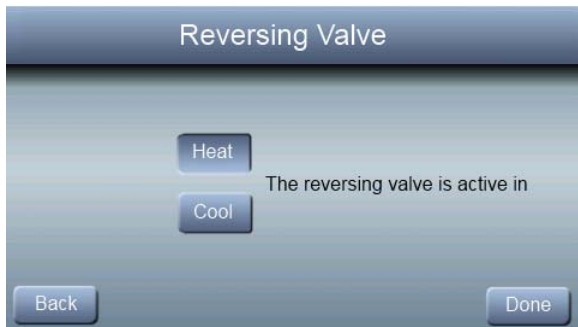 Reversing Valve
Heat
The reversing valve is active in
Cool
Back
Done